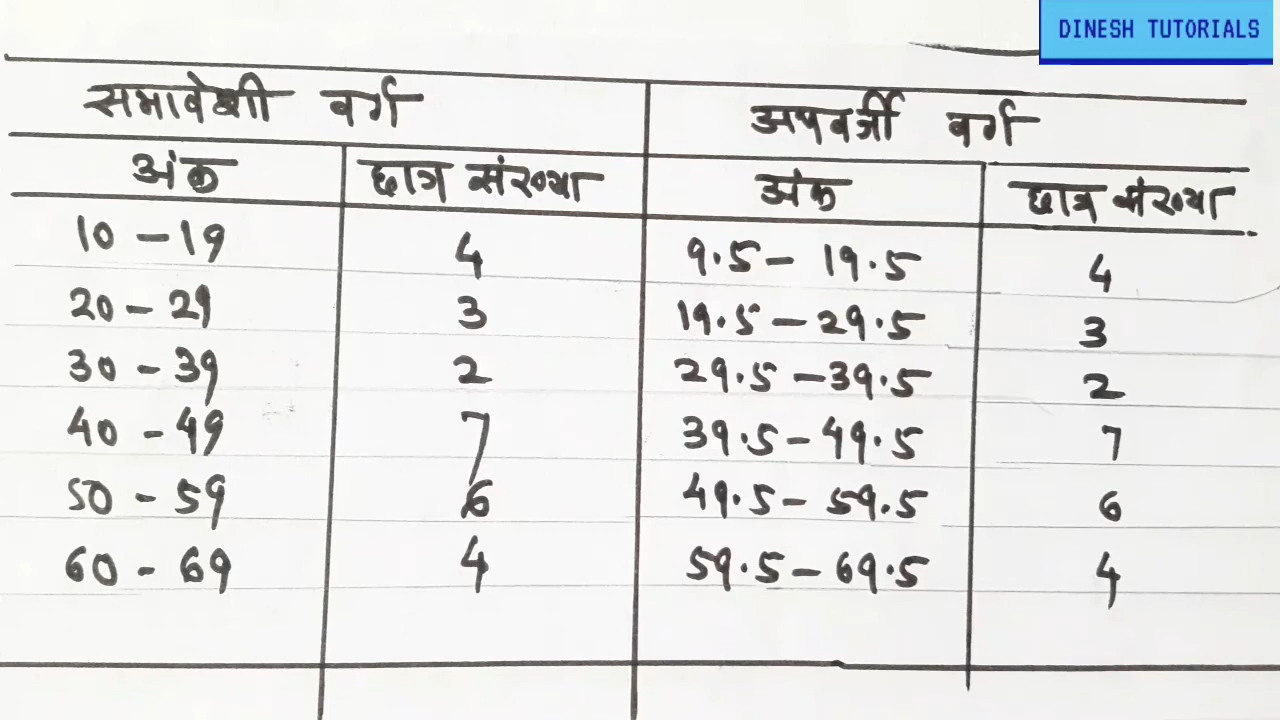 DINESH TUTORIALS
समावेशी वर्ग अपवर्जी वर्ग
अंक छात्र संख्या अंक छात्र संख्या
10 - 19 4 9.5 - 19.5 4
20 - 29 3 19.5 - 29.5 3
30 - 39 2 29.5 - 39.5 2
40 - 49 7 39.5 - 49.5 7
50 - 59 6 49.5 - 59.5 6
60 - 69 4 59.5 - 69.5 4